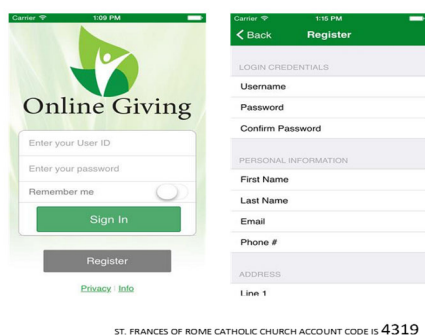 Carrier 1:09 PM
Online Giving
Enter your User ID
Enter your password
Remember me
Sign In
Register
Privacy | Info
Carrier 1:15 PM
Back Register
LOGIN CREDENTIALS
Username
Password
Confirm Password
PERSONAL INFORMATION
First Name
Last Name
Email
Phone #
ADDRESS
Line 1
ST. FRANCES OF ROME CATHOLIC CHURCH ACCOUNT CODE IS 4319